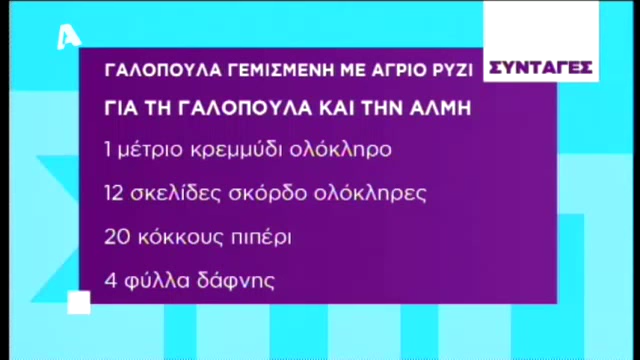 ΣΥΝΤΑΓΕΣ
ΓΑΛΟΠΟΥΛΑ ΓΕΜΙΣΜΕΝΗ ΜΕ ΑΓΡΙΟ ΡΥΖΙ
ΓΙΑ ΤΗ ΓΑΛΟΠΟΥΛΑ ΚΑΙ ΤΗΝ ΑΛΜΗ
1 μέτριο κρεμμύδι ολόκληρο
12 σκελίδες σκόρδο ολόκληρες
20 κόκκους πιπέρι
4 φύλλα δάφνης